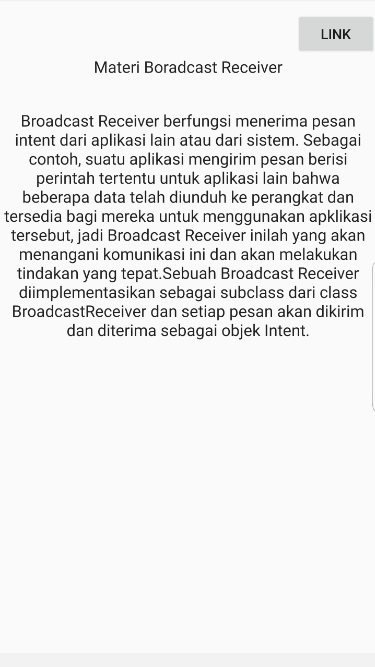 LINK
Materi Boradcast Receiver
Broadcast Receiver berfungsi menerima pesan
intent dari aplikasi lain atau dari sistem. Sebagai
contoh, suatu aplikasi mengirim pesan berisi
perintah tertentu untuk aplikasi lain bahwa
beberapa data telah diunduh ke perangkat dan
tersedia bagi mereka untuk menggunakan apklikasi
tersebut, jadi Broadcast Receiver inilah yang akan
menangani komunikasi ini dan akan melakukan
tindakan yang tepat.Sebuah Broadcast Receiver
diimplementasikan sebagai subclass dari class
BroadcastReceiver dan setiap pesan akan dikirim
dan diterima sebagai objek Intent.